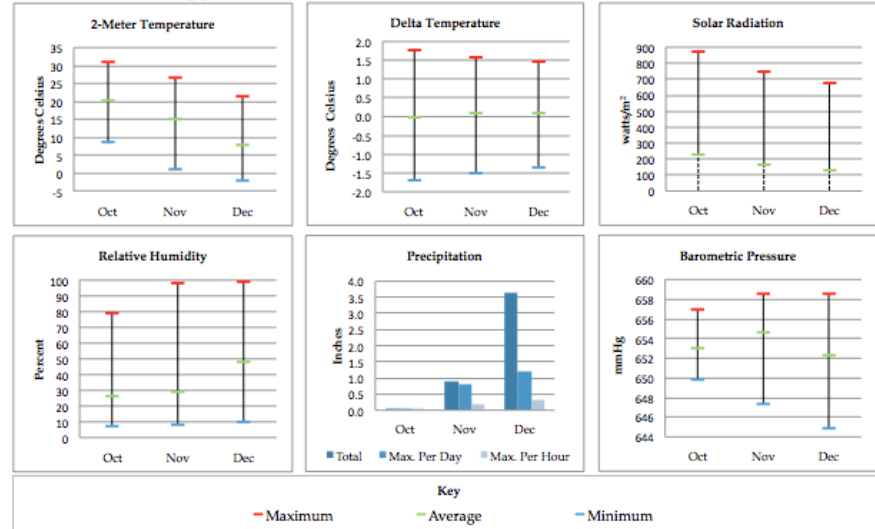 2-Meter Temperature
Degrees Celsius
35
30
25
20
15
10
5
0
-5
Oct Nov Dec
Delta Temperature
Degrees Celsius
2.0
1.5
1.0
0.5
0.0
-0.5
-1.0
-1.5
-2.0
Oct Nov Dec
Solar Radiation
watts/m²
900
800
700
600
500
400
300
200
100
0
Oct Nov Dec
Relative Humidity
Percent
100
90
80
70
60
50
40
30
20
10
0
Oct Nov Dec
Precipitation
Inches
4.0
3.5
3.0
2.5
2.0
1.5
1.0
0.5
0.0
Oct Nov Dec
Total Max. Per Day Max. Per Hour
Barometric Pressure
mmHg
660
658
656
654
652
650
648
646
644
Oct Nov Dec
Key
Maximum Average Minimum